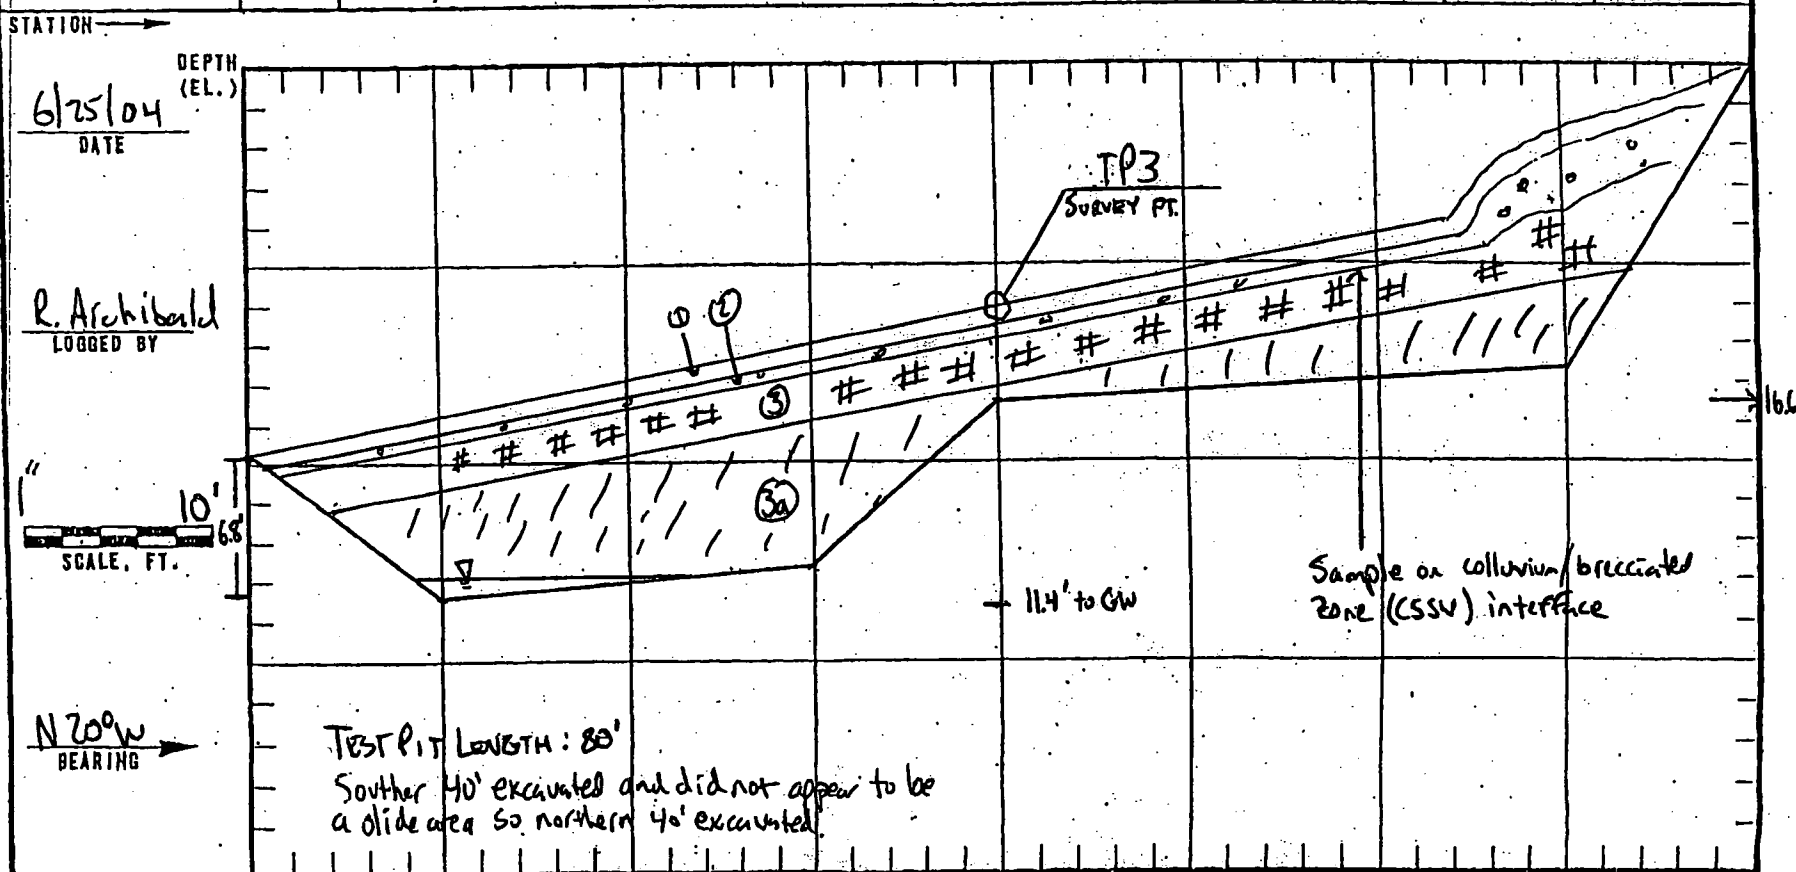 STATION
DEPTH
(EL.)
6/25/04
DATE
TP3
SURVEY PT.
R. Archibald
LOGGED BY
① ②
③
16.6
1" 10'
6.8'
SCALE, FT.
3a
Sample on colluvium/brecciated
Zone (CSSV) interface
11.4' to GW
N 20° W
BEARING
TEST PIT LENGTH: 80'
Souther 40' excavated and did not appear to be
a slide area so northern 40' excavated.